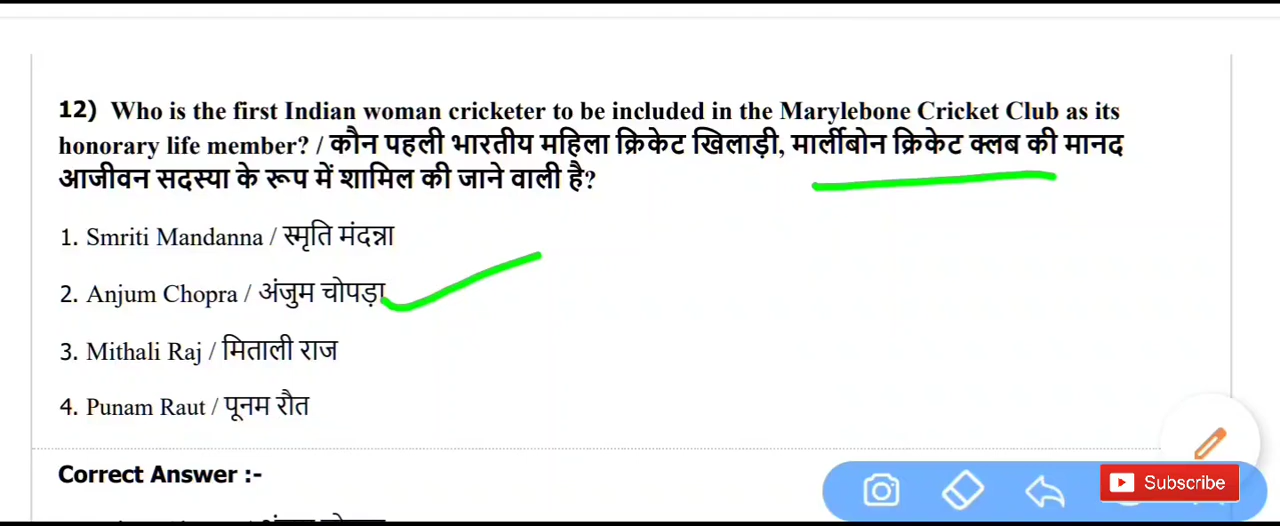 12) Who is the first Indian woman cricketer to be included in the Marylebone Cricket Club as its
honorary life member? / कौन पहली भारतीय महिला क्रिकेट खिलाड़ी, मार्लीबोन क्रिकेट क्लब की मानद
आजीवन सदस्या के रूप में शामिल की जाने वाली है?
1. Smriti Mandanna / स्मृति मंदन्ना
2. Anjum Chopra / अंजुम चोपड़ा
3. Mithali Raj / मिताली राज
4. Punam Raut / पूनम रौत
Correct Answer :-
Subscribe